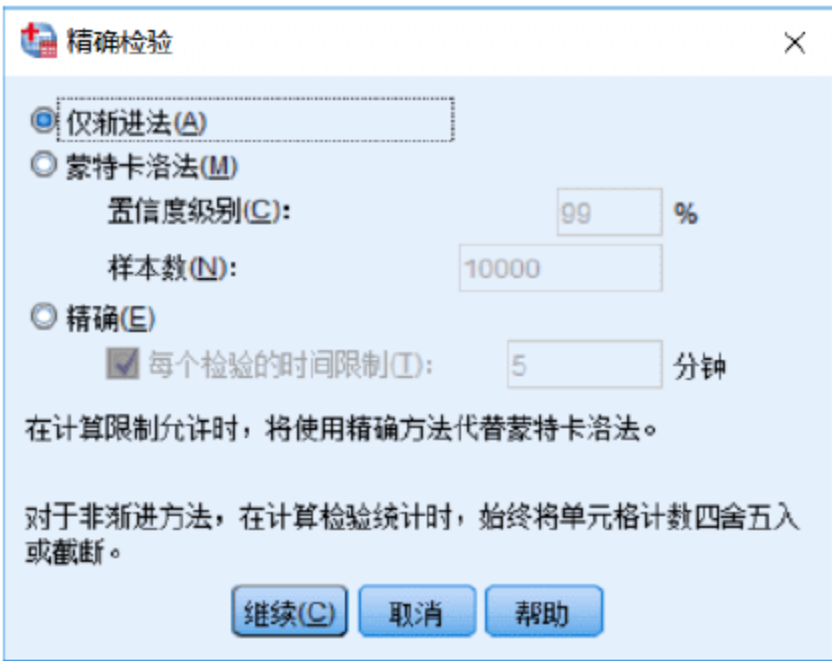 精确检验
仅渐进法(A)
蒙特卡洛法(M)
置信度级别(C): 99 %
样本数(N): 10000
精确(E)
每个检验的时间限制(T): 5 分钟
在计算限制允许时，将使用精确方法代替蒙特卡洛法。
对于非渐进方法，在计算检验统计时，始终将单元格计数四舍五入
或截断。
继续(C) 取消 帮助